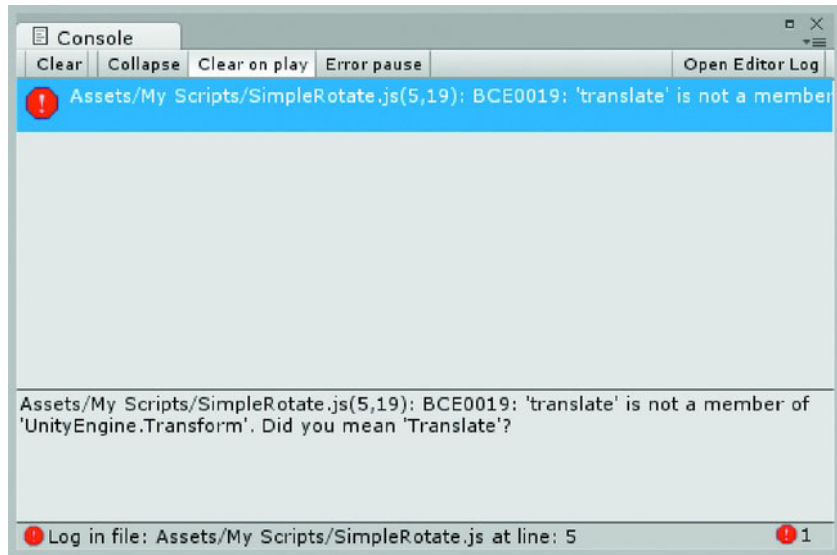 Console
Clear Collapse Clear on play Error pause Open Editor Log
Assets/My Scripts/SimpleRotate.js(5,19): BCE0019: 'translate' is not a member
Assets/My Scripts/SimpleRotate.js(5,19): BCE0019: 'translate' is not a member of
'UnityEngine.Transform'. Did you mean 'Translate'?
Log in file: Assets/My Scripts/SimpleRotate.js at line: 5 1